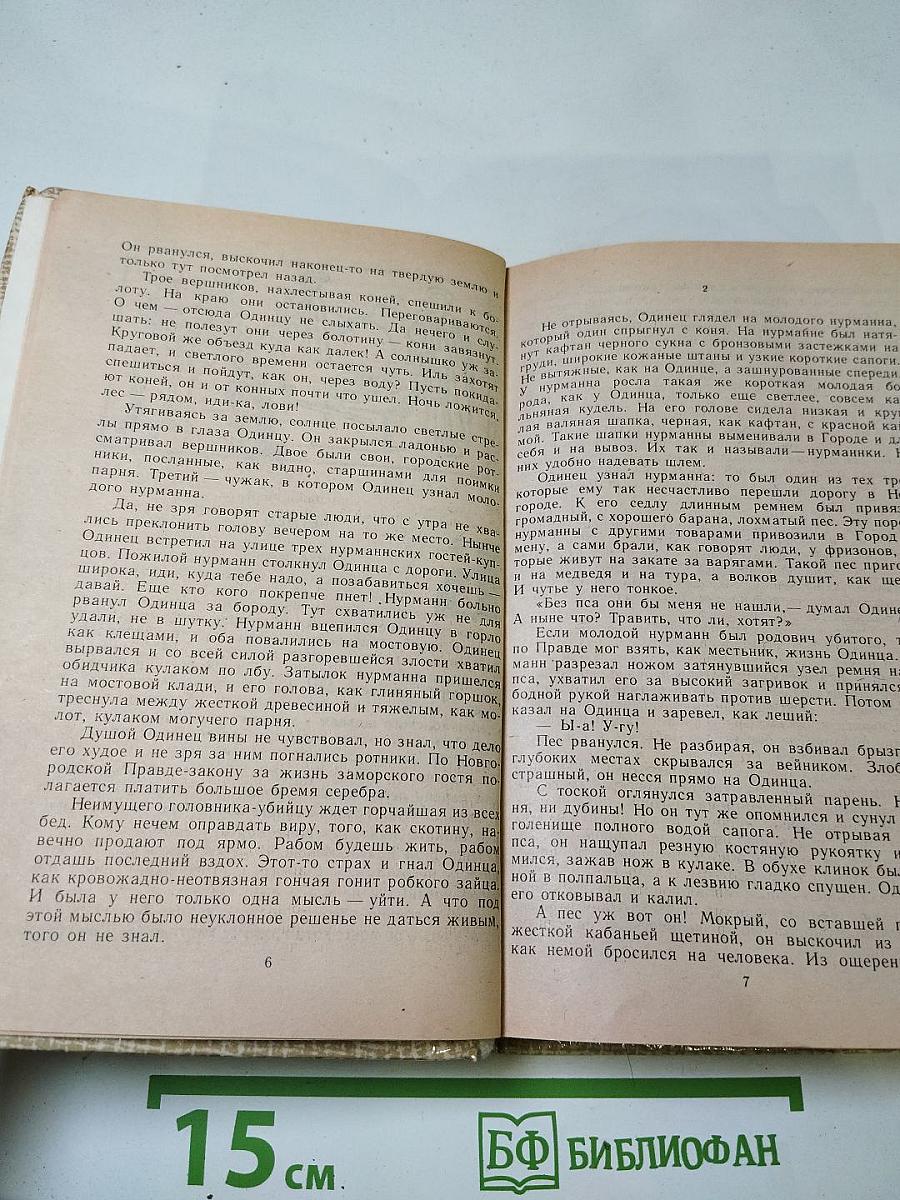 Он рванулся, выскочил наконец-то на твердую землю и
только тут посмотрел назад.
Трое вершников, нахлестывая коней, спешили к бо-
лоту. На краю они остановились. Переговариваются.
О чем — отсюда Одинцу не слыхать. Да нечего и слу-
шать: не полезут они через болотину — кони завязнут.
Круговой же объезд куда как далек! А солнышко уж за-
падает, и светлого времени остается чуть. Иль захотят
спешиться и пойдут, как он, через воду? Пусть покида-
ют коней, он и от конных почти что ушел. Ночь ложится,
лес — рядом, иди-ка, лови!
Утягиваясь за землю, солнце посылало светлые стре-
лы прямо в глаза Одинцу. Он закрылся ладонью и рас-
сматривал вершников. Двое были свои, городские рот-
ники, посланные, как видно, старшинами для поимки
парня. Третий — чужак, в котором Одинец узнал моло-
дого нурманна.
Да, не зря говорят старые люди, что с утра не хва-
лись преклонить голову вечером на то же место. Нынче
Одинец встретил на улице трех нурманнских гостей-куп-
цов. Пожилой нурманн столкнул Одинца с дороги. Улица
широка, иди, куда тебе надо, а позабавиться хочешь —
давай. Еще кто кого покрепче пнет! Нурманн больно
рванул Одинца за бороду. Тут схватились уж не для
удали, не в шутку. Нурманн вцепился Одинцу в горло
как клещами, и оба повалились на мостовую. Одинец
вырвался и со всей силой разгоревшейся злости хватил
обидчика кулаком по лбу. Затылок нурманна пришелся
на мостовой клади, и его голова, как глиняный горшок,
треснула между жесткой древесиной и тяжелым, как мо-
лот, кулаком могучего парня.
Душой Одинец вины не чувствовал, но знал, что дело
его худое и не зря за ним погнались ротники. По Новго-
родской Правде-закону за жизнь заморского гостя по-
лагается платить большое бремя серебра.
Неимущего головника-убийцу ждет горчайшая из всех
бед. Кому нечем оправдать виру, того, как скотину, на-
вечно продают под ярмо. Рабом будешь жить, рабом
отдашь последний вздох. Этот-то страх и гнал Одинца,
как кровожадно-неотвязная гончая гонит робкого зайца.
И была у него только одна мысль — уйти. А что под
этой мыслью было неуклонное решенье не даться живым,
того он не знал.
6
2
Не отрываясь, Одинец глядел на молодого нурманна,
который один спрыгнул с коня. На нурманне был натя-
нут кафтан черного сукна с бронзовыми застежками на
груди, широкие кожаные штаны и узкие короткие сапоги.
Не вытяжные, как на Одинце, а зашнурованные спереди.
У нурманна росла такая же короткая молодая бо-
рода, как у Одинца, только еще светлее, совсем ка
льняная кудель. На его голове сидела низкая и кру
лая валяная шапка, черная, как кафтан, с красной кай
мой. Такие шапки нурманны выменивали в Городе и дл
себя и на вывоз. Их так и называли — нурманнки. Н
них удобно надевать шлем.
Одинец узнал нурманна: то был один из тех тре
которые ему так несчастливо перешли дорогу в Но
городе. К его седлу длинным ремнем был привяз
громадный, с хорошего барана, лохматый пес. Эту поро
нурманны с другими товарами привозили в Город
мену, а сами брали, как говорят люди, у фризонов,
торые живут на закате за варягами. Такой пес приго
и на медведя и на тура, а волков душит, как ще
И чутье у него тонкое.
«Без пса они бы меня не нашли,— думал Одине
А ныне что? Травить, что ли, хотят?»
Если молодой нурманн был родович убитого, т
по Правде мог взять, как местьник, жизнь Одинца.
манн разрезал ножом затянувшийся узел ремня на
пса, ухватил его за высокий загривок и принялся
бодной рукой наглаживать против шерсти. Потом
казал на Одинца и заревел, как леший:
— Ы-а! У-гу!
Пес рванулся. Не разбирая, он взбивал брызг
глубоких местах скрывался за вейником. Злоб
страшный, он несся прямо на Одинца.
С тоской оглянулся затравленный парень. Н
ня, ни дубины! Но он тут же опомнился и сунул
голенище полного водой сапога. Не отрывая
пса, он нащупал резную костяную рукоятку и
мился, зажав нож в кулаке. В обухе клинок был
ной в полпальца, а к лезвию гладко спущен. Од
его отковывал и калил.
А пес уж вот он! Мокрый, со вставшей п
жесткой кабаньей щетиной, он выскочил из
как немой бросился на человека. Из ощерен
7
15 см
БФ БИБЛИОФАН